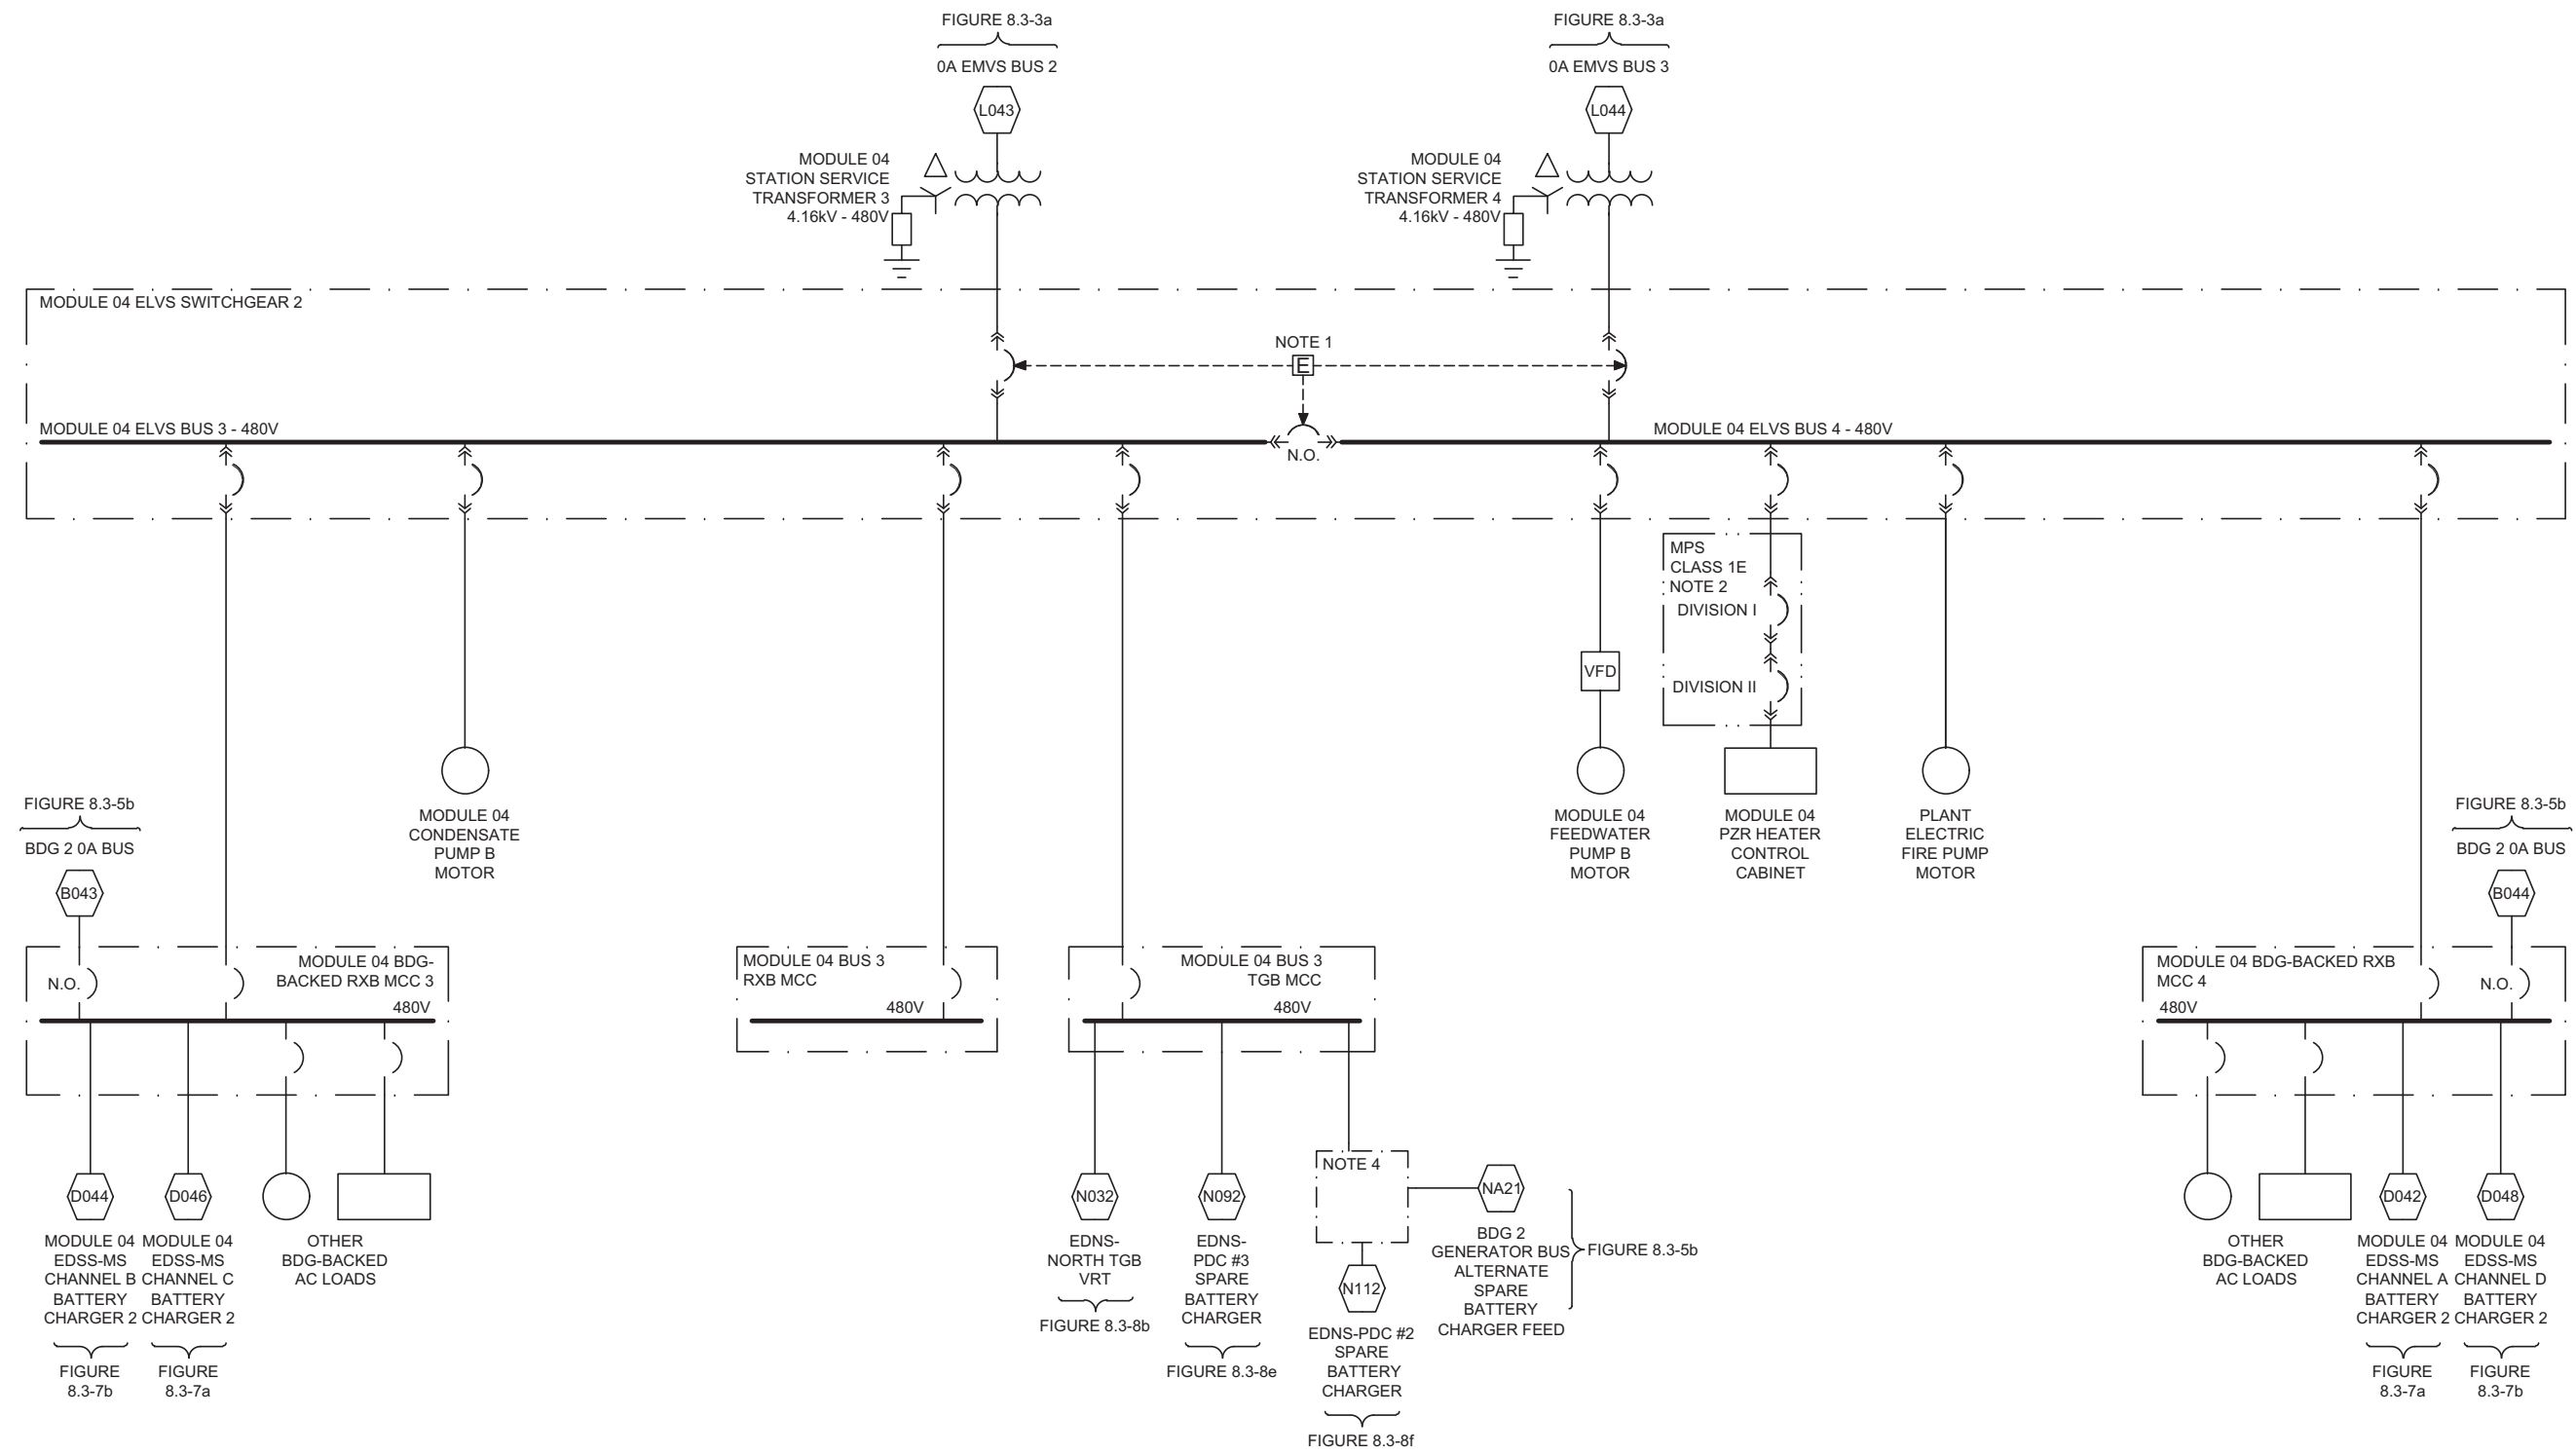 FIGURE 8.3-3a
0A EMVS BUS 2
L043
MODULE 04
STATION SERVICE
TRANSFORMER 3
4.16kV - 480V
FIGURE 8.3-3a
0A EMVS BUS 3
L044
MODULE 04
STATION SERVICE
TRANSFORMER 4
4.16kV - 480V
MODULE 04 ELVS SWITCHGEAR 2
NOTE 1
E
MODULE 04 ELVS BUS 3 - 480V
N.O.
MODULE 04 ELVS BUS 4 - 480V
MPS
CLASS 1E
NOTE 2
DIVISION I
DIVISION II
VFD
MODULE 04
CONDENSATE
PUMP B
MOTOR
MODULE 04
FEEDWATER
PUMP B
MOTOR
MODULE 04
PZR HEATER
CONTROL
CABINET
PLANT
ELECTRIC
FIRE PUMP
MOTOR
FIGURE 8.3-5b
BDG 2 0A BUS
B043
FIGURE 8.3-5b
BDG 2 0A BUS
B044
N.O.
MODULE 04 BDG-
BACKED RXB MCC 3
480V
MODULE 04 BUS 3
RXB MCC
480V
MODULE 04 BUS 3
TGB MCC
480V
MODULE 04 BDG-BACKED RXB
MCC 4
480V
N.O.
D044
MODULE 04
EDSS-MS
CHANNEL B
BATTERY
CHARGER 2
FIGURE
8.3-7b
D046
MODULE 04
EDSS-MS
CHANNEL C
BATTERY
CHARGER 2
FIGURE
8.3-7a
OTHER
BDG-BACKED
AC LOADS
N032
EDNS-
NORTH TGB
VRT
FIGURE 8.3-8b
N092
EDNS-
PDC #3
SPARE
BATTERY
CHARGER
FIGURE 8.3-8e
NOTE 4
N112
EDNS-PDC #2
SPARE
BATTERY
CHARGER
FIGURE 8.3-8f
NA21
BDG 2
GENERATOR BUS
ALTERNATE
SPARE
BATTERY
CHARGER FEED
FIGURE 8.3-5b
OTHER
BDG-BACKED
AC LOADS
D042
MODULE 04
EDSS-MS
CHANNEL A
BATTERY
CHARGER 2
FIGURE
8.3-7a
D048
MODULE 04
EDSS-MS
CHANNEL D
BATTERY
CHARGER 2
FIGURE
8.3-7b